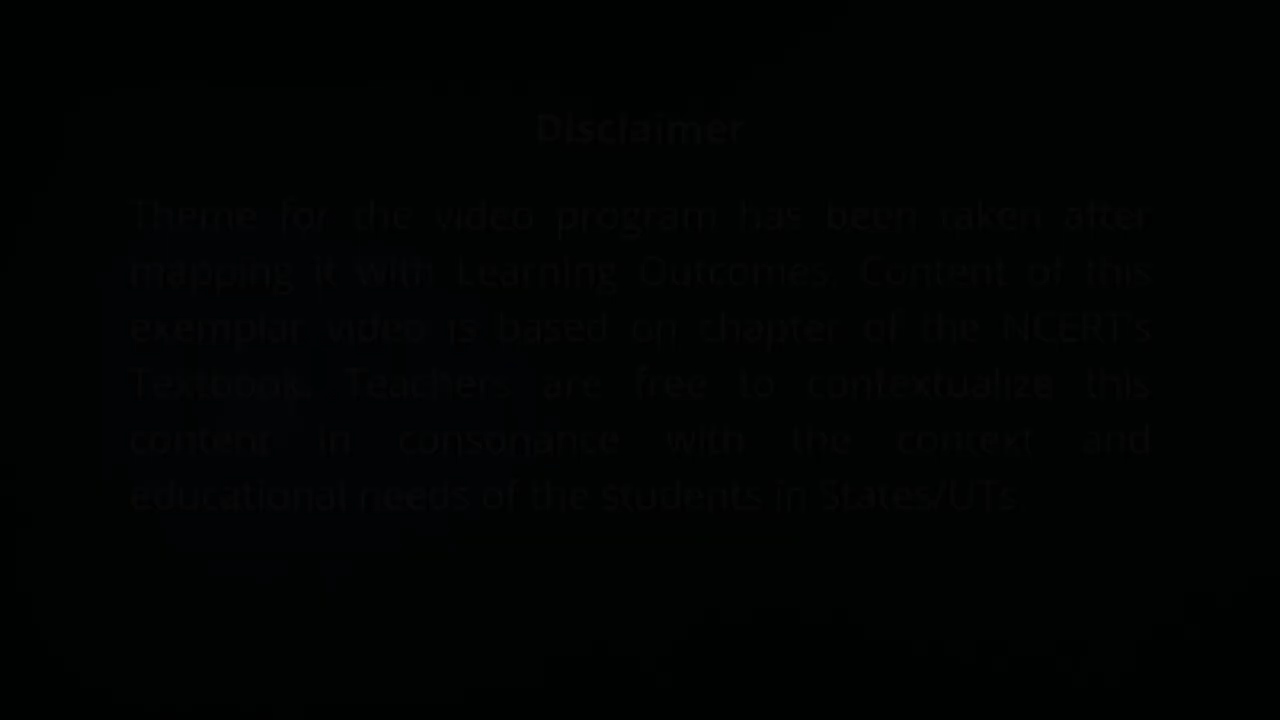 Disclaimer
Theme for the video program has been taken after
mapping it with Learning Outcomes. Content of this
exemplar video is based on chapter of the NCERT's
Textbook. Teachers are free to contextualize this
content in consonance with the context and
educational needs of the students in States/UTs.